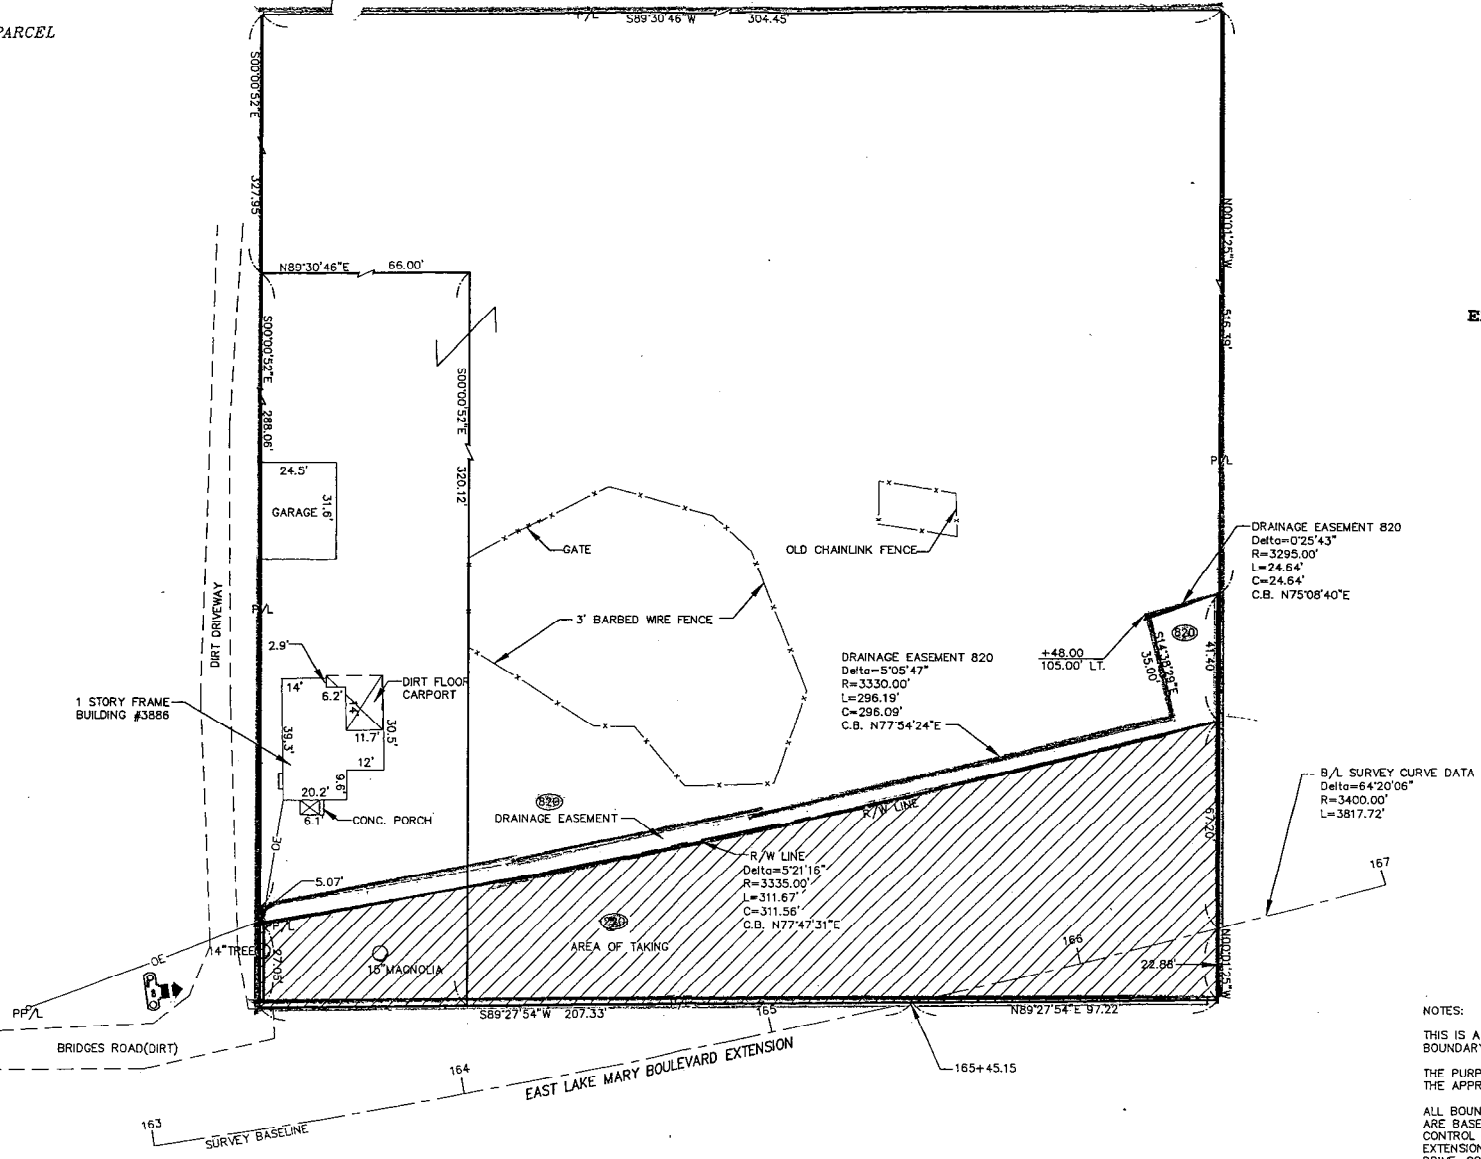 PARCEL
P/L
S89°30'46"W 304.45'
S00°00'52"E
327.95'
N89°30'46"E 66.00'
S00°00'52"E
288.06'
S00°00'52"E
320.12'
N00°01'25"W
516.39'
P/L
24.5'
31.6'
GARAGE
GATE
OLD CHAINLINK FENCE
DRAINAGE EASEMENT 820
Delta=0°25'43"
R=3295.00'
L=24.64'
C=24.64'
C.B. N75°08'40"E
P/L
DIRT DRIVEWAY
3' BARBED WIRE FENCE
820
2.9'
+48.00
105.00' LT.
S14°38'29"E
35.00'
41.40'
DRAINAGE EASEMENT 820
Delta=5°05'47"
R=3330.00'
L=296.19'
C=296.09'
C.B. N77°54'24"E
DIRT FLOOR
CARPORT
14'
6.2'
14'
1 STORY FRAME
BUILDING #3886
39.3'
11.7'
30.5'
12'
9.6'
20.2'
6.1'
CONC. PORCH
820
DRAINAGE EASEMENT
R/W LINE
67.20'
B/L SURVEY CURVE DATA
Delta=64°20'06"
R=3400.00'
L=3817.72'
OE
R/W LINE
Delta=5°21'16"
R=3335.00'
L=311.67'
C=311.56'
C.B. N77°47'31"E
5.07'
167
P/L
AREA OF TAKING
166
14" TREE
27.05'
15" MAGNOLIA
OE
22.88'
N00°01'25"W
PP/L
S89°27'54"W 207.33'
165
N89°27'54"E 97.22'
NOTES:
BRIDGES ROAD(DIRT)
THIS IS A
BOUNDARY
164
EAST LAKE MARY BOULEVARD EXTENSION
165+45.15
THE PURP
THE APPR
163
SURVEY BASELINE
ALL BOUN
ARE BASE
CONTROL
EXTENSION